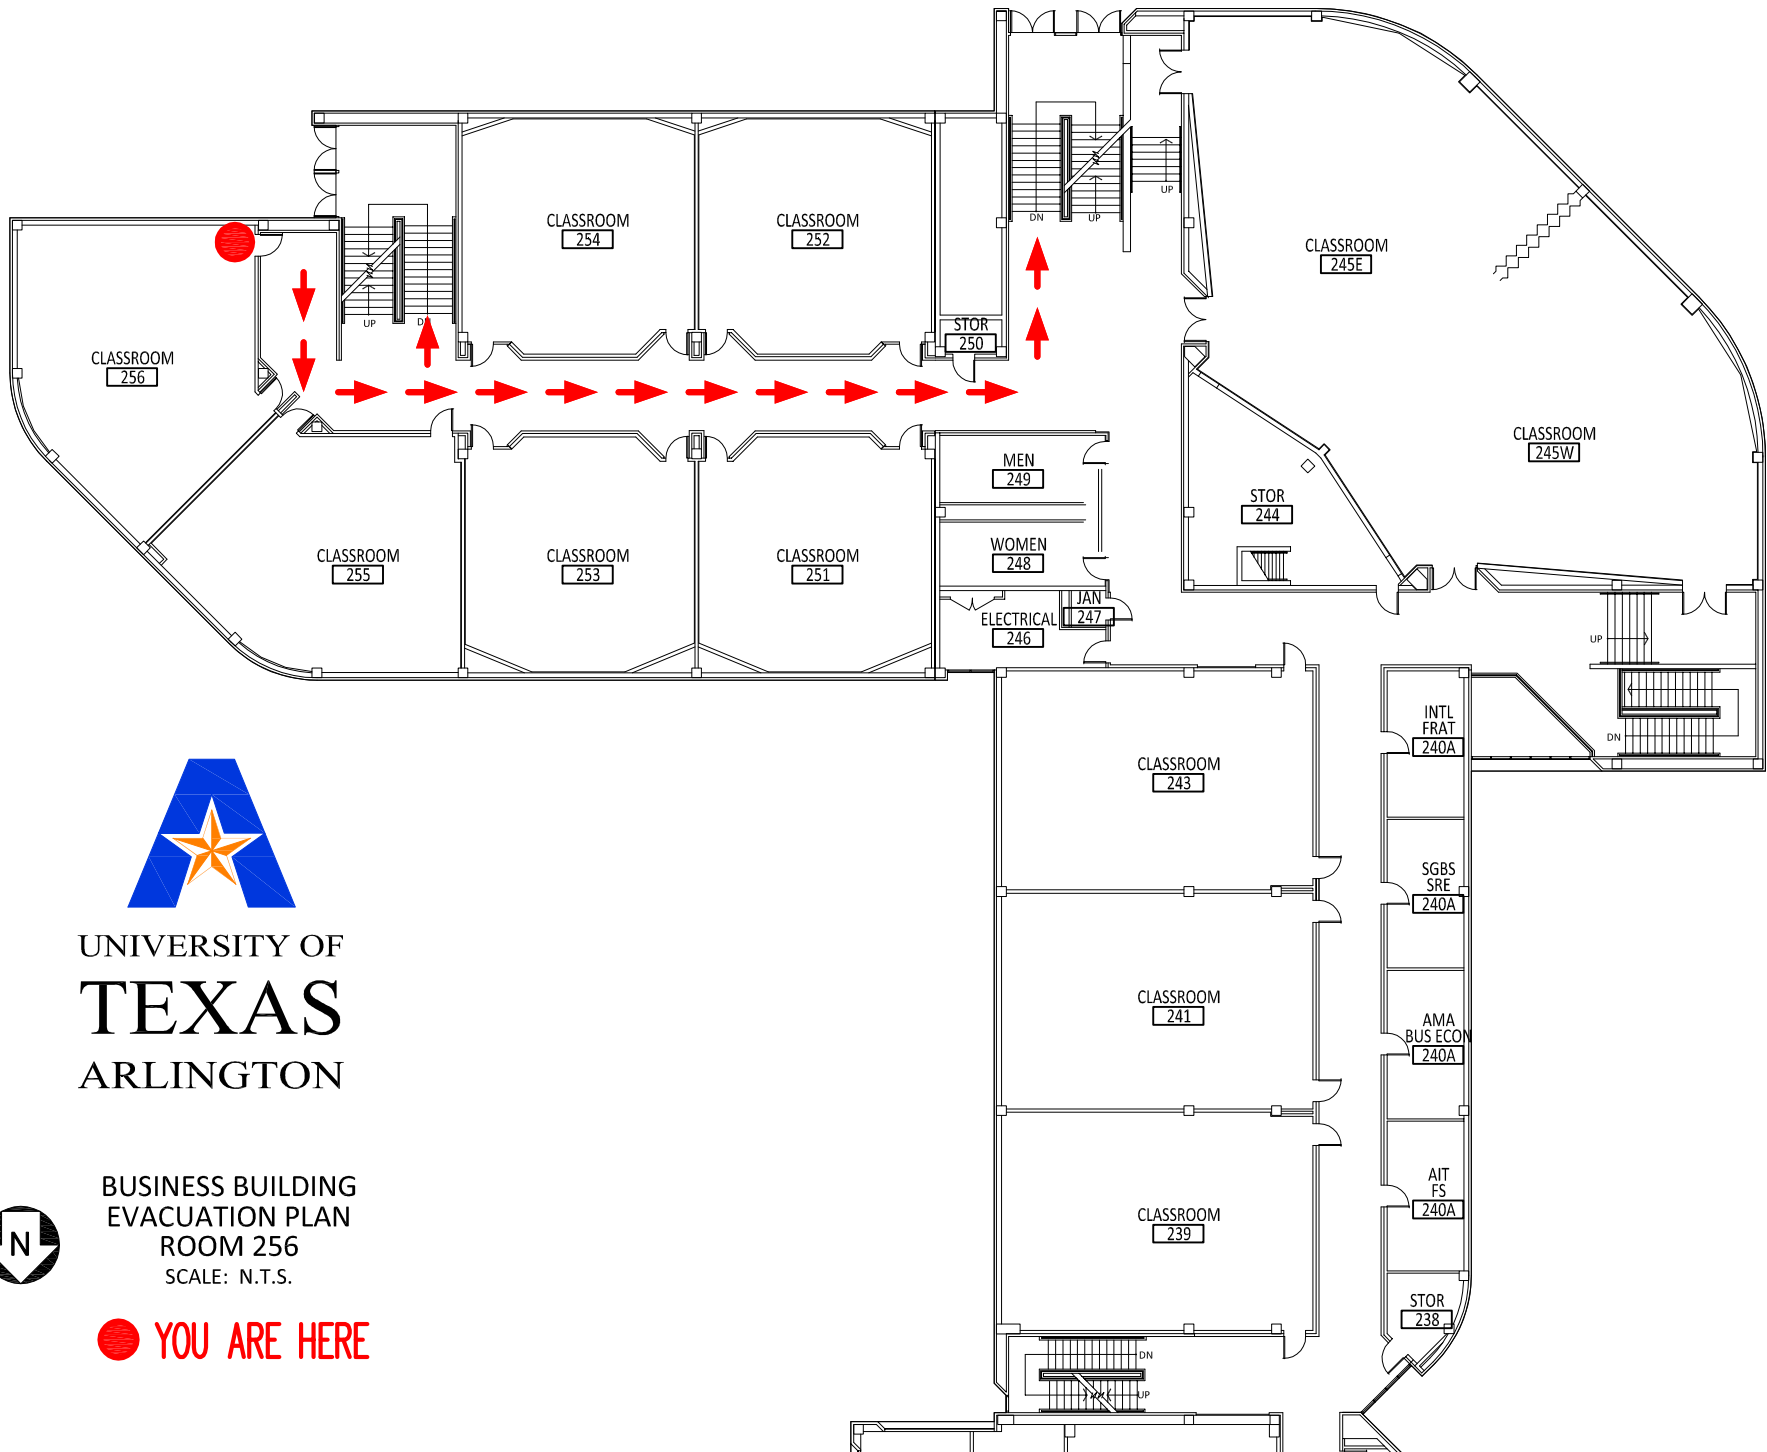 CLASSROOM
254
CLASSROOM
252
UP
DN
UP
CLASSROOM
245E
STOR
250
UP
CLASSROOM
256
CLASSROOM
245W
MEN
249
STOR
244
WOMEN
248
CLASSROOM
255
CLASSROOM
253
CLASSROOM
251
JAN
247
ELECTRICAL
246
UP
DN
INTL
FRAT
240A
CLASSROOM
243
SGBS
SRE
240A
CLASSROOM
241
AMA
BUS ECON
240A
AIT
FS
240A
CLASSROOM
239
STOR
238
DN
UP
UNIVERSITY OF
TEXAS
ARLINGTON
BUSINESS BUILDING
EVACUATION PLAN
ROOM 256
SCALE: N.T.S.
N
YOU ARE HERE